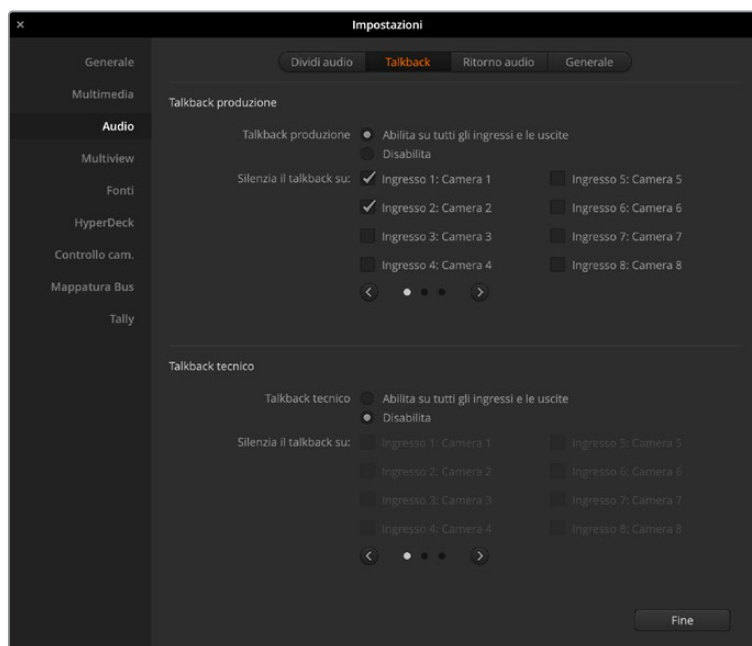 Impostazioni
Generale
Multimedia
Audio
Multiview
Fonti
HyperDeck
Controllo cam.
Mappatura Bus
Tally
Dividi audio Talkback Ritorno audio Generale
Talkback produzione
Talkback produzione Abilita su tutti gli ingressi e le uscite
Disabilita
Silenzia il talkback su: Ingresso 1: Camera 1 Ingresso 5: Camera 5
Ingresso 2: Camera 2 Ingresso 6: Camera 6
Ingresso 3: Camera 3 Ingresso 7: Camera 7
Ingresso 4: Camera 4 Ingresso 8: Camera 8
Talkback tecnico
Talkback tecnico Abilita su tutti gli ingressi e le uscite
Disabilita
Silenzia il talkback su: Ingresso 1: Camera 1 Ingresso 5: Camera 5
Ingresso 2: Camera 2 Ingresso 6: Camera 6
Ingresso 3: Camera 3 Ingresso 7: Camera 7
Ingresso 4: Camera 4 Ingresso 8: Camera 8
Fine